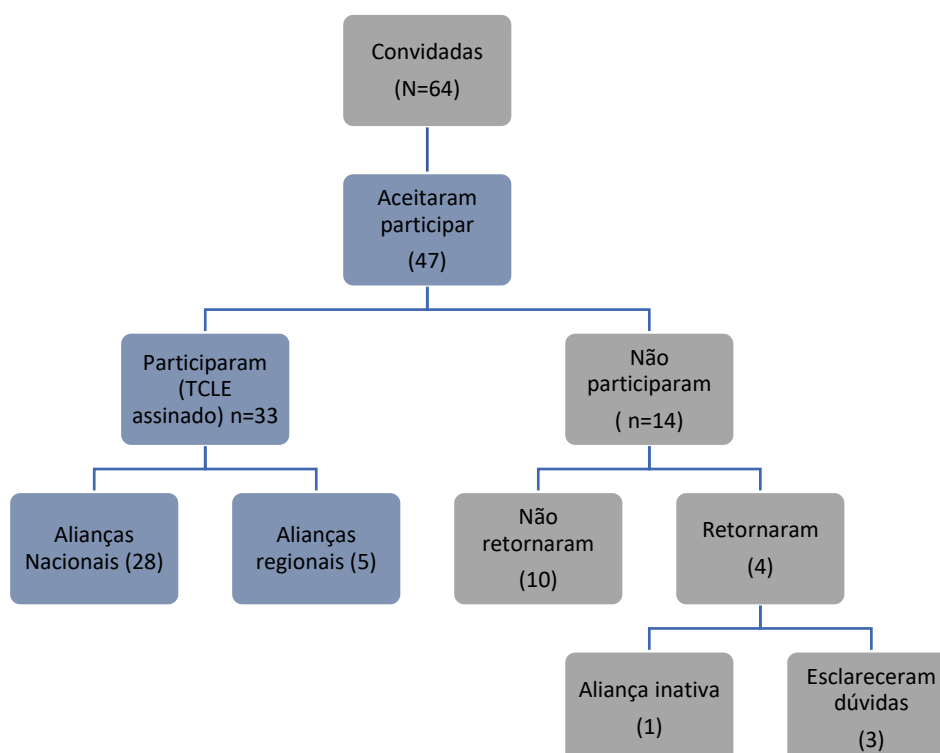 Convidadas
(N=64)
Aceitaram
participar
(47)
Participaram
(TCLE
assinado) n=33
Não
participaram
( n=14)
Alianças
Nacionais (28)
Alianças
regionais (5)
Não
retornaram
(10)
Retornaram
(4)
Aliança inativa
(1)
Esclareceram
dúvidas
(3)